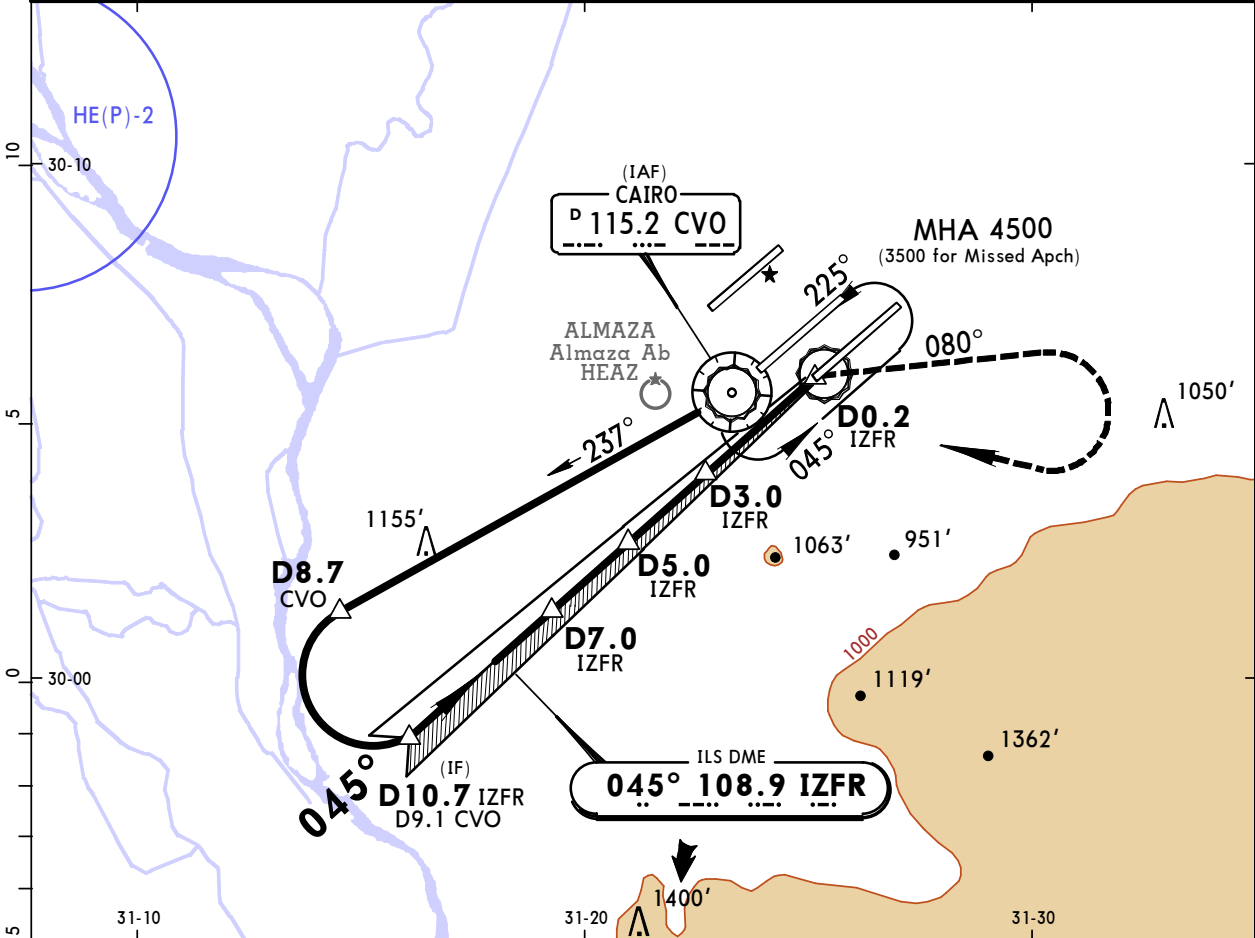 HE(P)-2
10
30-10
(IAF)
CAIRO
D 115.2 CVO
MHA 4500
(3500 for Missed Apch)
225°
ALMAZA
Almaza Ab
HEAZ
080°
1050'
5
D0.2
IZFR
237°
045°
D3.0
IZFR
1155'
1063'
951'
D5.0
IZFR
D8.7
CVO
D7.0
IZFR
1000
0
30-00
1119'
1362'
045°
(IF)
D10.7 IZFR
D9.1 CVO
ILS DME
045° 108.9 IZFR
1400'
5
31-10
31-20
31-30